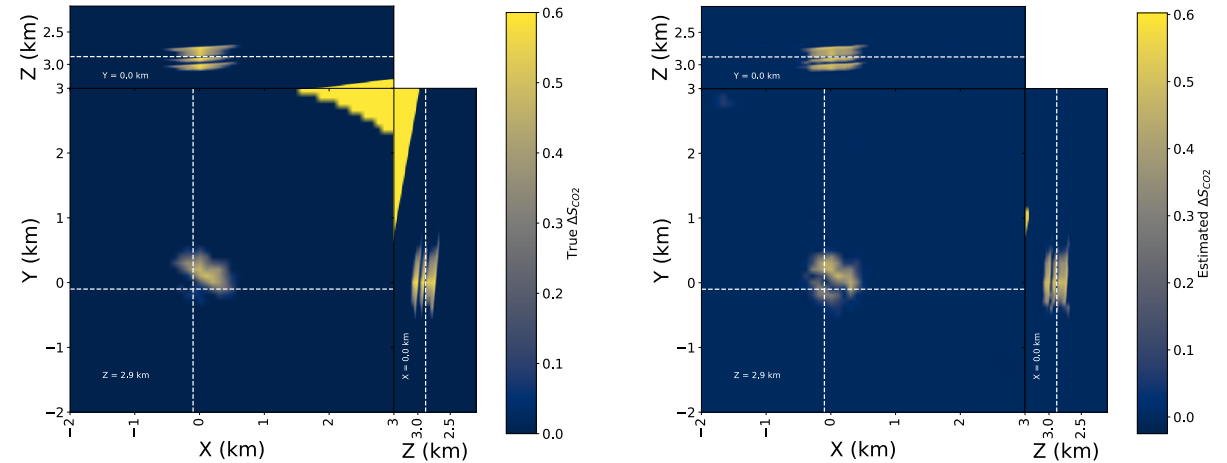 2.5
3.0
Z (km)
Y = 0.0 km
3
2
1
0
−1
−2
Y (km)
Z = 2.9 km
X = 0.0 km
−2
−1
0
1
2
3
X (km)
3.0
2.5
Z (km)
0.6
0.5
0.4
0.3
0.2
0.1
0.0
True ΔS_CO2
2.5
3.0
Z (km)
Y = 0.0 km
3
2
1
0
−1
−2
Y (km)
Z = 2.9 km
X = 0.0 km
−2
−1
0
1
2
3
X (km)
3.0
2.5
Z (km)
0.6
0.5
0.4
0.3
0.2
0.1
0.0
Estimated ΔS_CO2